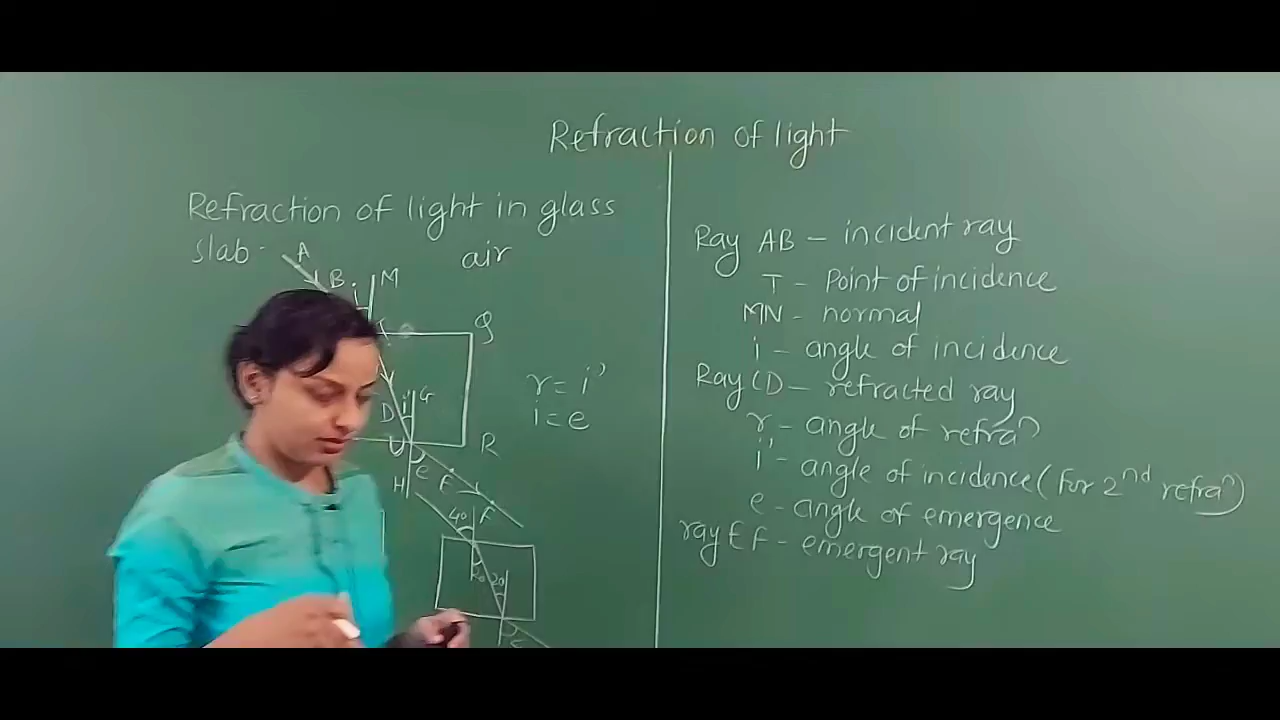 Refraction of light
Refraction of light in glass
slab -
air
A
B
i
M
Q
D
i'
G
R
e
H
F
F
r = i'
i = e
40
20
20
e
Ray AB - incident ray
T - Point of incidence
MN - normal
i - angle of incidence
Ray CD - refracted ray
r - angle of refraⁿ
i' - angle of incidence (for 2nd refraⁿ)
e - angle of emergence
ray EF - emergent ray